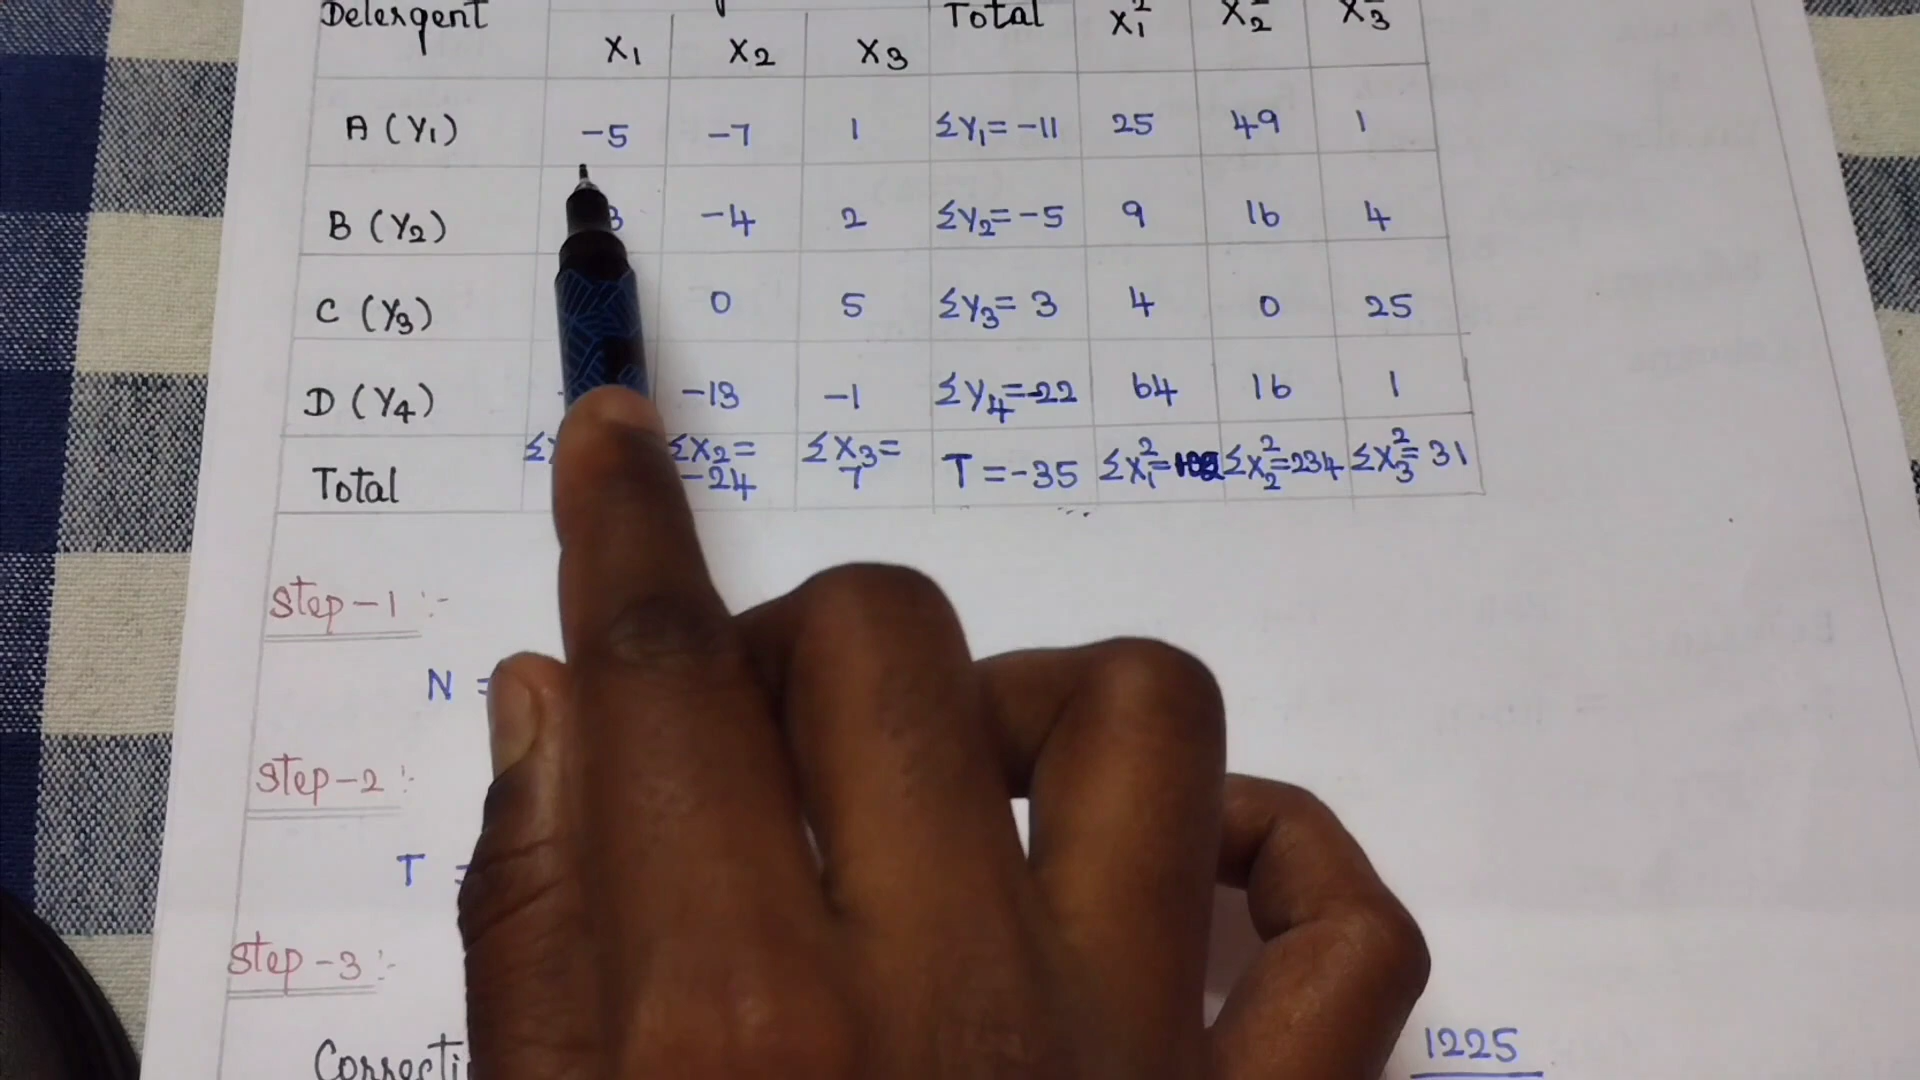 Detergent Total X₁² X₂² X₃²
X₁ X₂ X₃
A (Y₁) -5 -7 1 ΣY₁= -11 25 49 1
B (Y₂) 3 -4 2 ΣY₂= -5 9 16 4
C (Y₃) 0 5 ΣY₃= 3 4 0 25
D (Y₄) -13 -1 ΣY₄=-22 64 16 1
Total ΣX₂= -24 ΣX₃= 7 T = -35 ΣX₁²= ΣX₂²=234 ΣX₃²= 31
Step-1 :-
N =
Step-2 :-
T =
Step-3 :-
1225